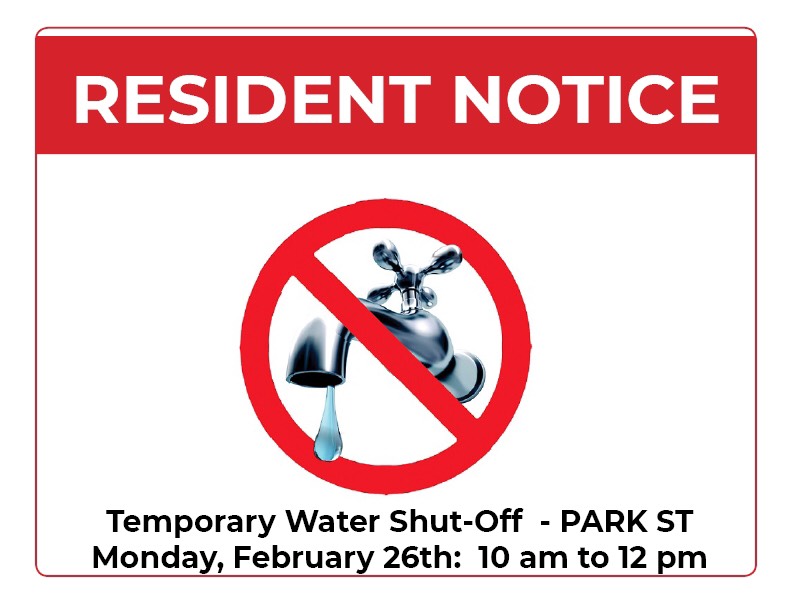 RESIDENT NOTICE
Temporary Water Shut-Off  - PARK ST
Monday, February 26th:  10 am to 12 pm